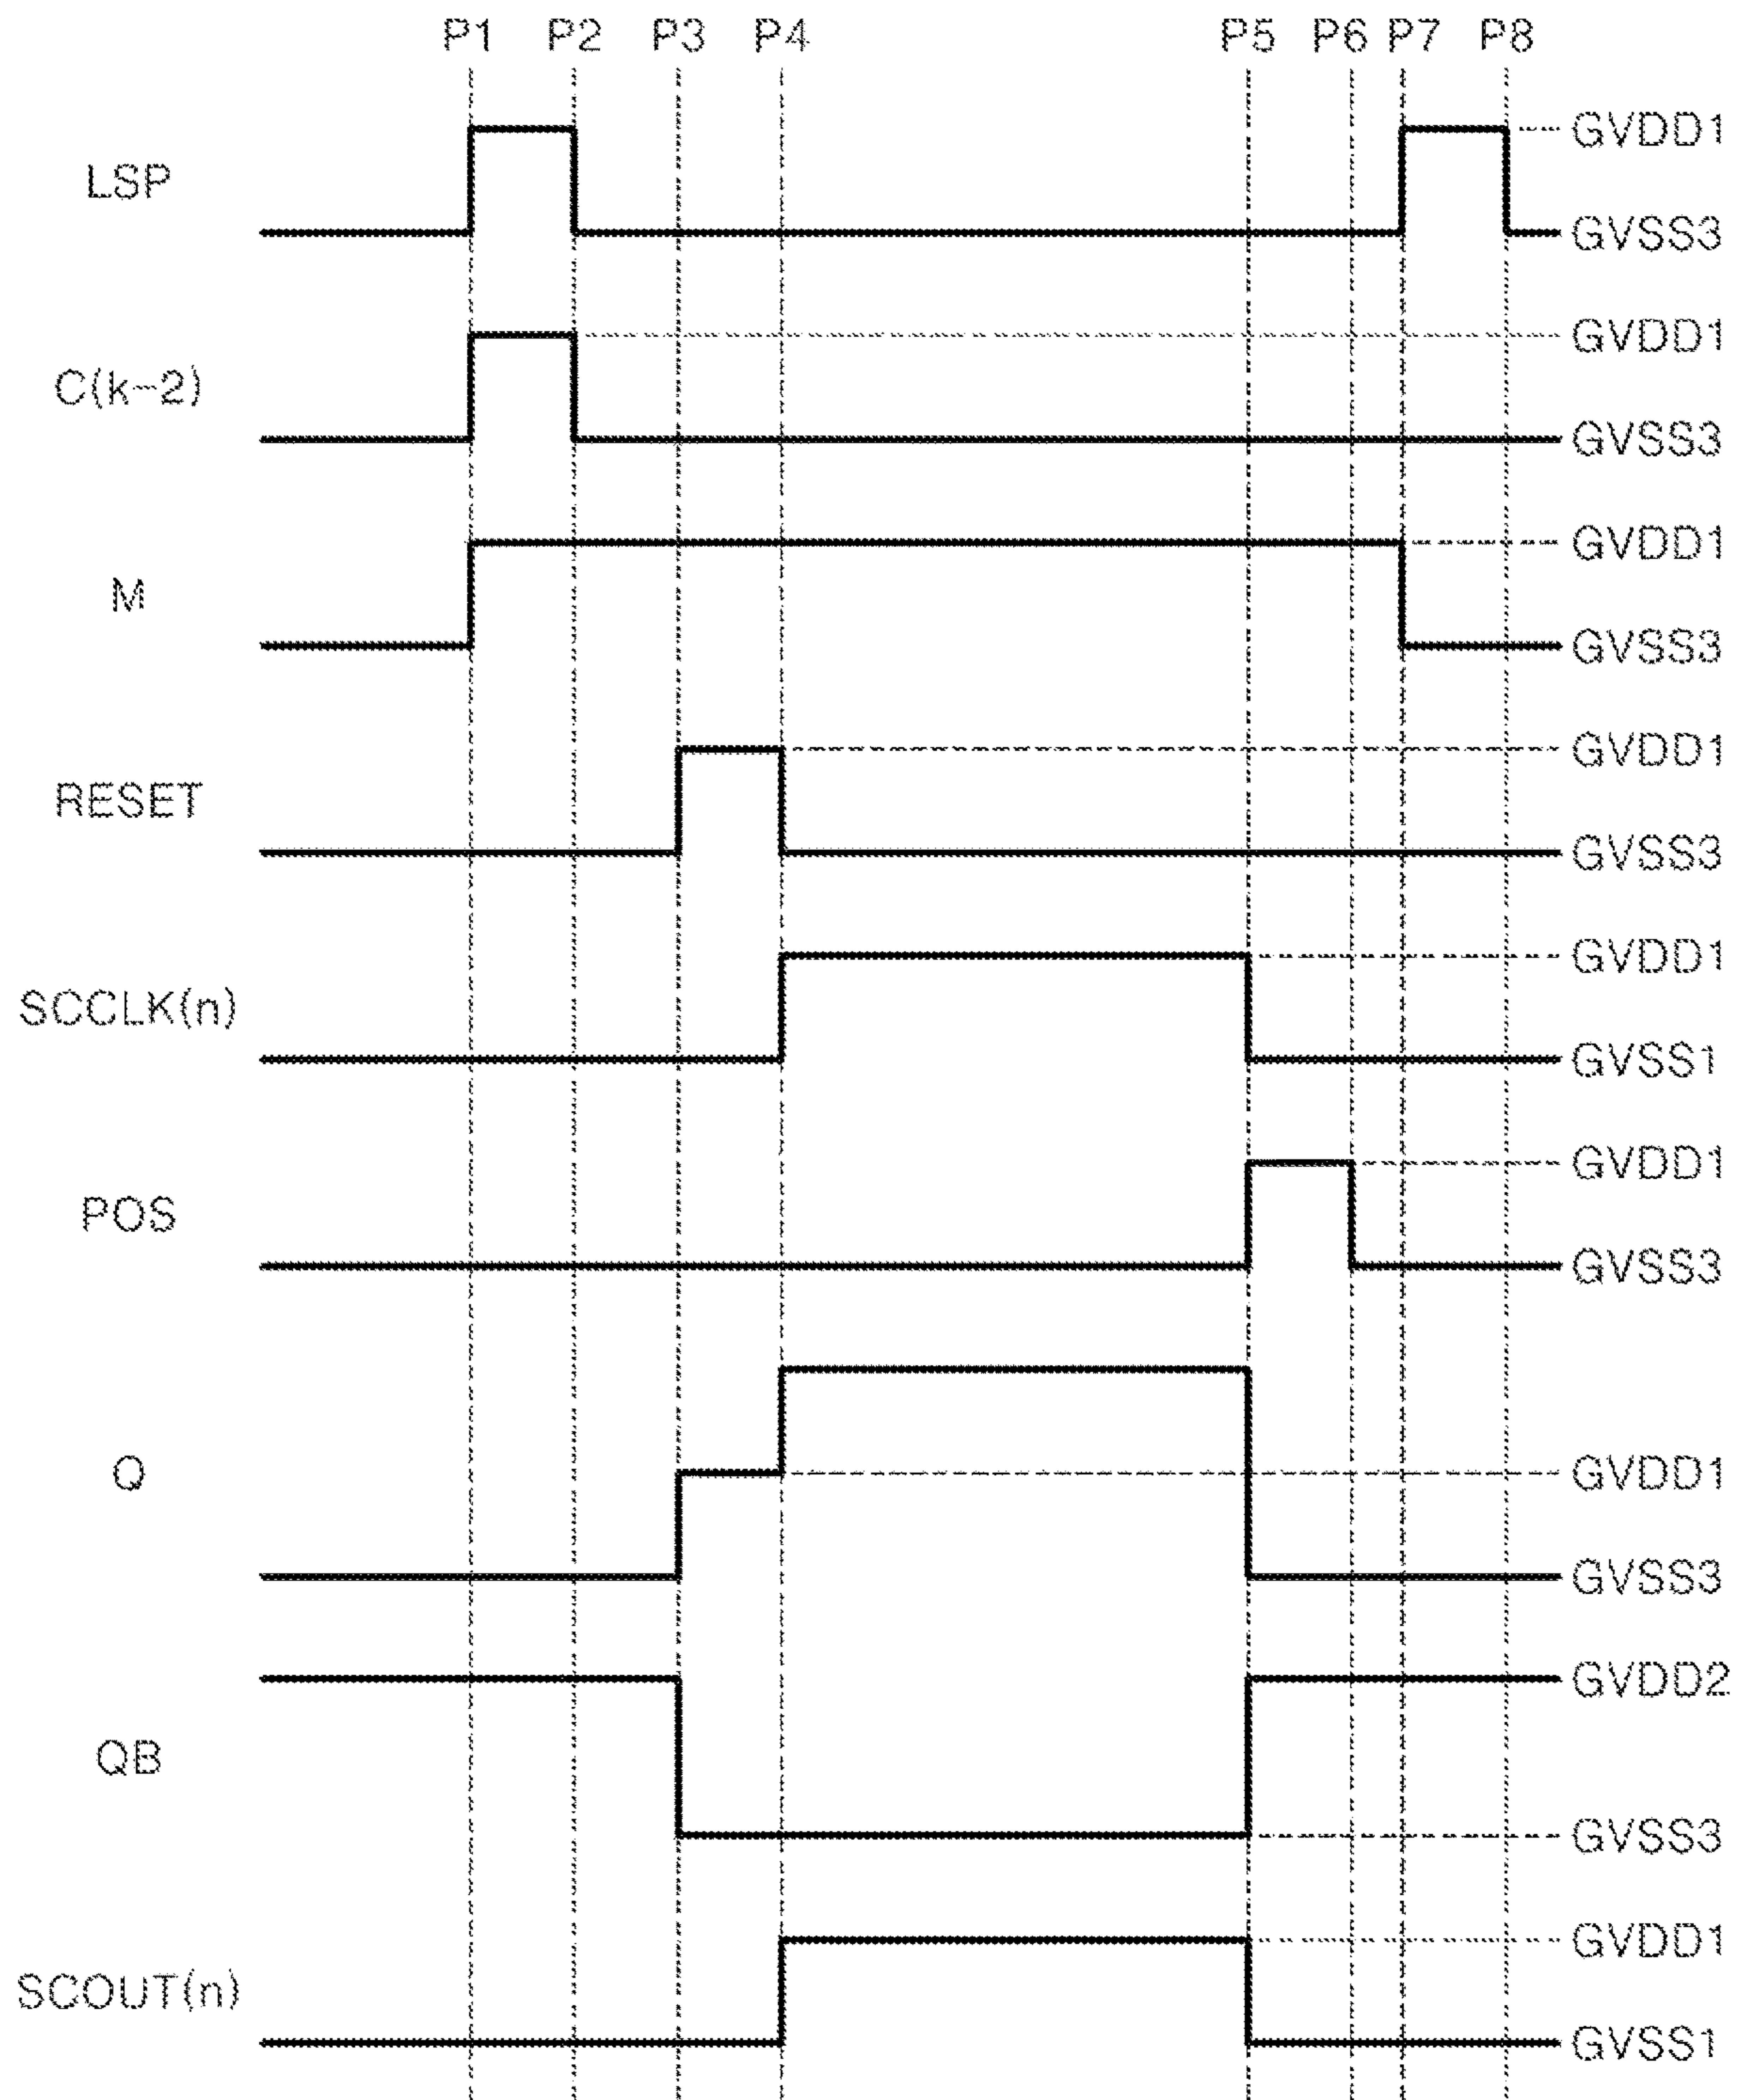 P1 P2 P3 P4 P5 P6 P7 P8
GVDD1
LSP
GVSS3
GVDD1
C(k-2)
GVSS3
GVDD1
M
GVSS3
GVDD1
RESET
GVSS3
GVDD1
SCCLK(n)
GVSS1
GVDD1
POS
GVSS3
Q
GVDD1
GVSS3
GVDD2
QB
GVSS3
GVDD1
SCOUT(n)
GVSS1